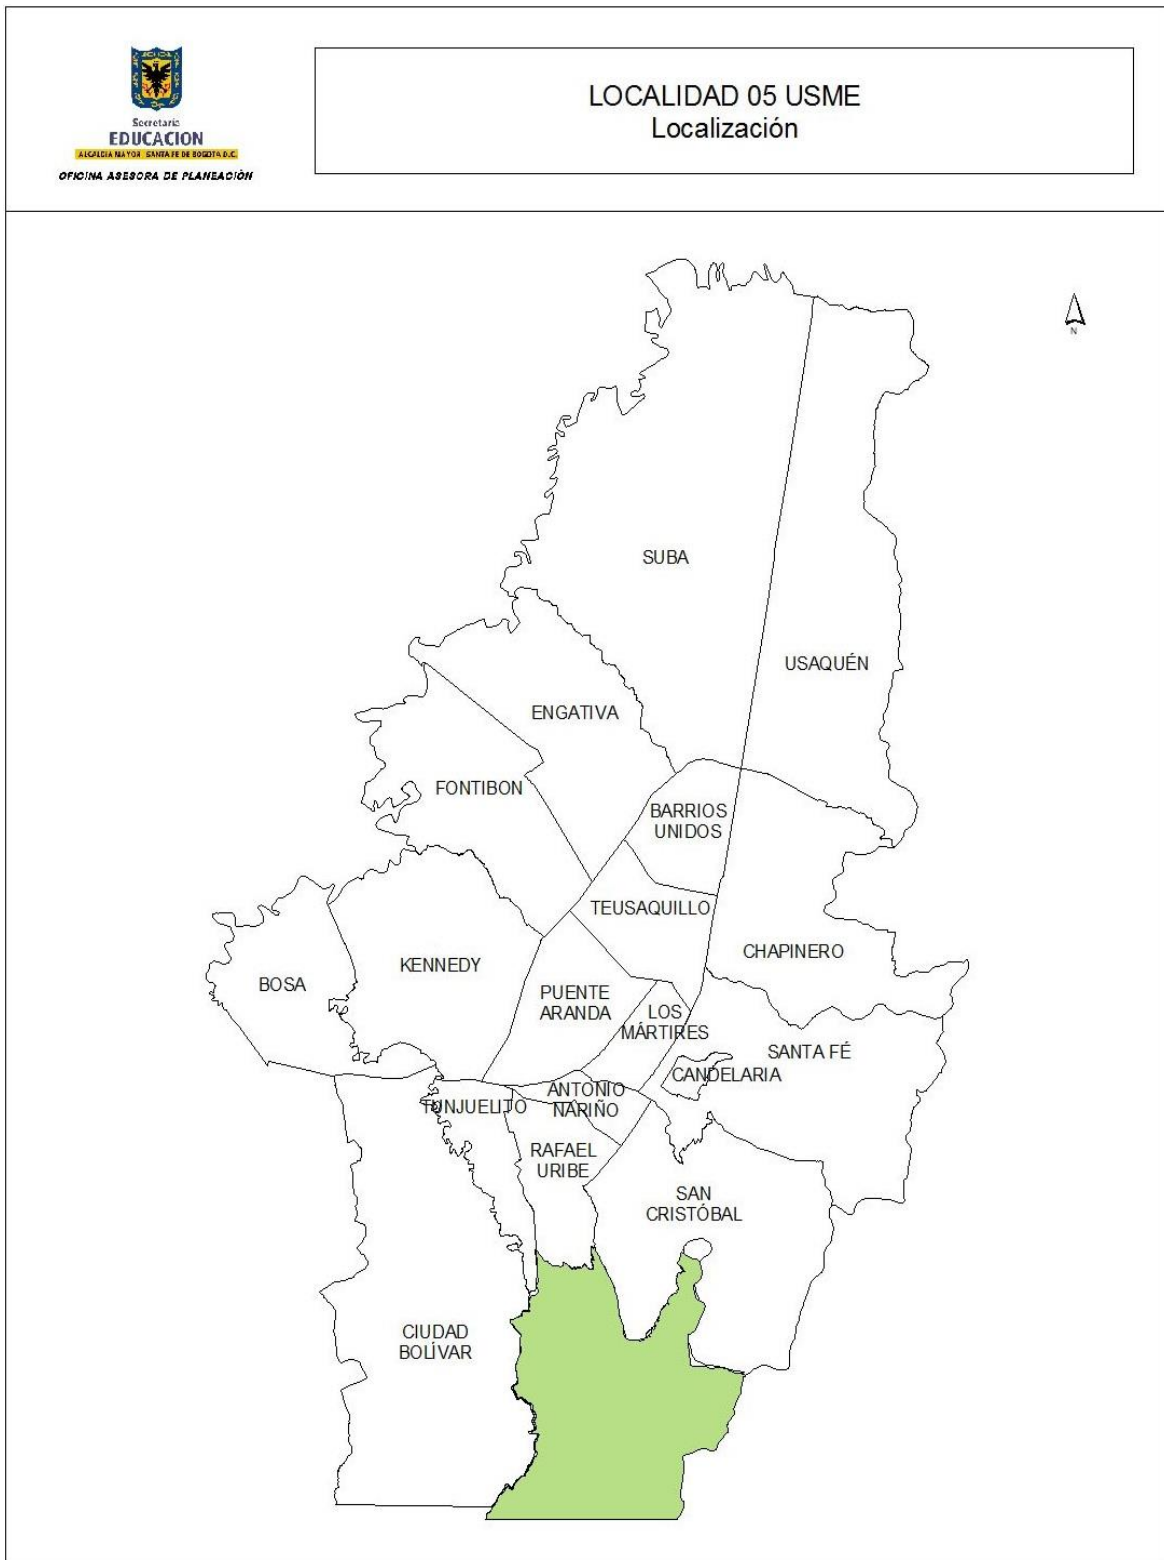 Secretaria
EDUCACION
ALCALDIA MAYOR SANTA FE DE BOGOTA D.C.
OFICINA ASESORA DE PLANEACIÓN
LOCALIDAD 05 USME
Localización
N
SUBA
USAQUÉN
ENGATIVA
FONTIBON
BARRIOS
UNIDOS
TEUSAQUILLO
CHAPINERO
KENNEDY
BOSA
PUENTE
ARANDA
LOS
MÁRTIRES
SANTA FÉ
CANDELARIA
ANTONIO
NARIÑO
TUNJUELITO
RAFAEL
URIBE
SAN
CRISTÓBAL
CIUDAD
BOLÍVAR